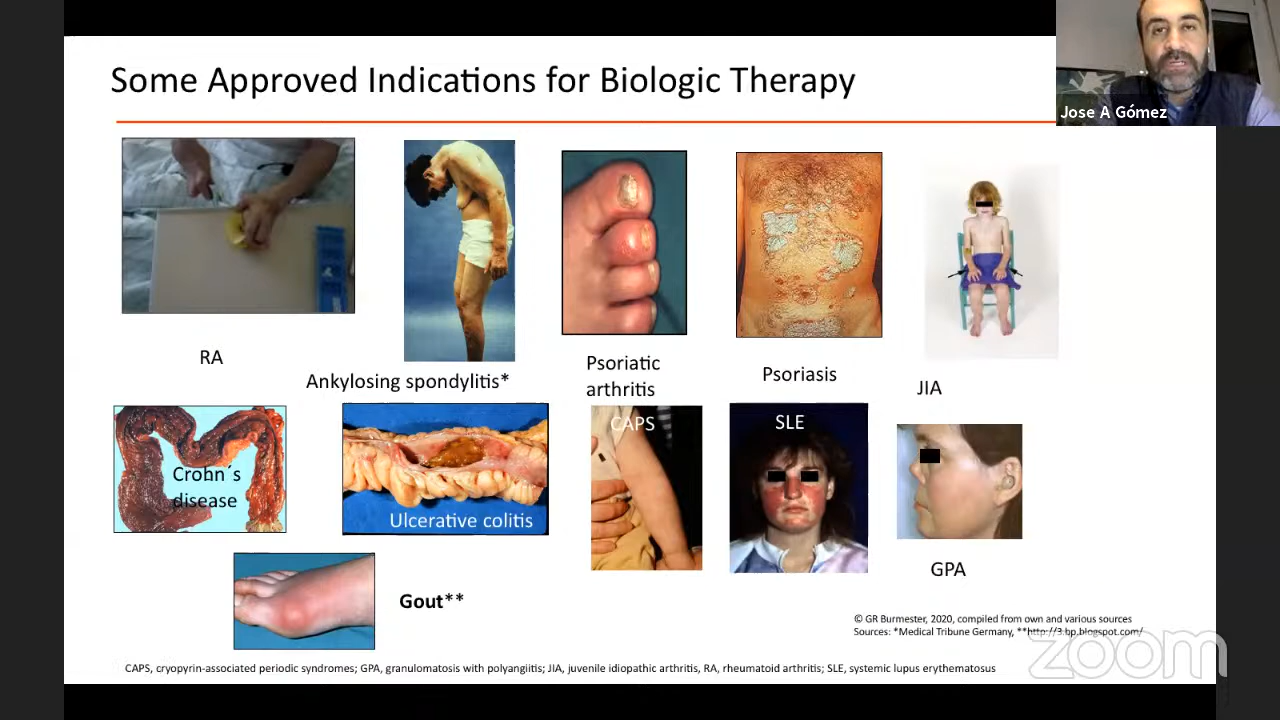 Some Approved Indications for Biologic Therapy
Jose A Gómez
RA
Ankylosing spondylitis*
Psoriatic
arthritis
Psoriasis
JIA
Crohn´s
disease
Ulcerative colitis
CAPS
SLE
GPA
Gout**
© GR Burmester, 2020, compiled from own and various sources
Sources: *Medical Tribune Germany, **http://3.bp.blogspot.com/
zoom
CAPS, cryopyrin-associated periodic syndromes; GPA, granulomatosis with polyangiitis; JIA, juvenile idiopathic arthritis, RA, rheumatoid arthritis; SLE, systemic lupus erythematosus